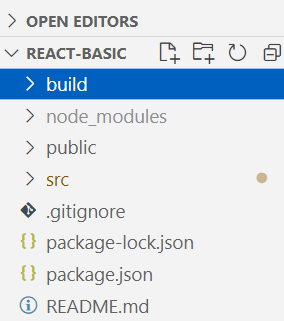 OPEN EDITORS
REACT-BASIC
build
node_modules
public
src
.gitignore
package-lock.json
package.json
README.md